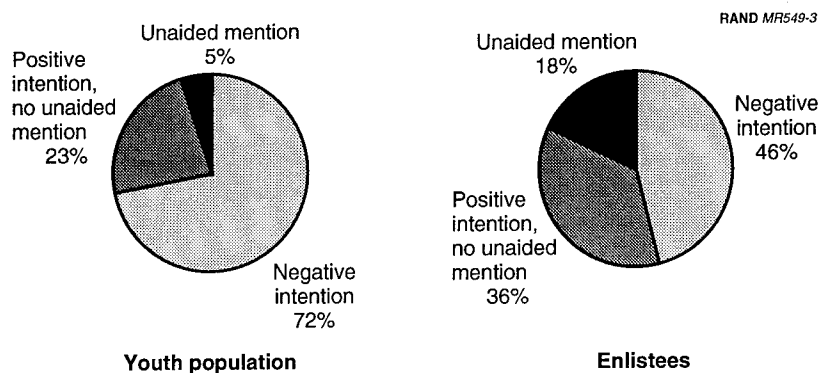 RAND MR549-3
Unaided mention
5%
Positive
intention,
no unaided
mention
23%
Negative
intention
72%
Youth population
Unaided mention
18%
Negative
intention
46%
Positive
intention,
no unaided
mention
36%
Enlistees